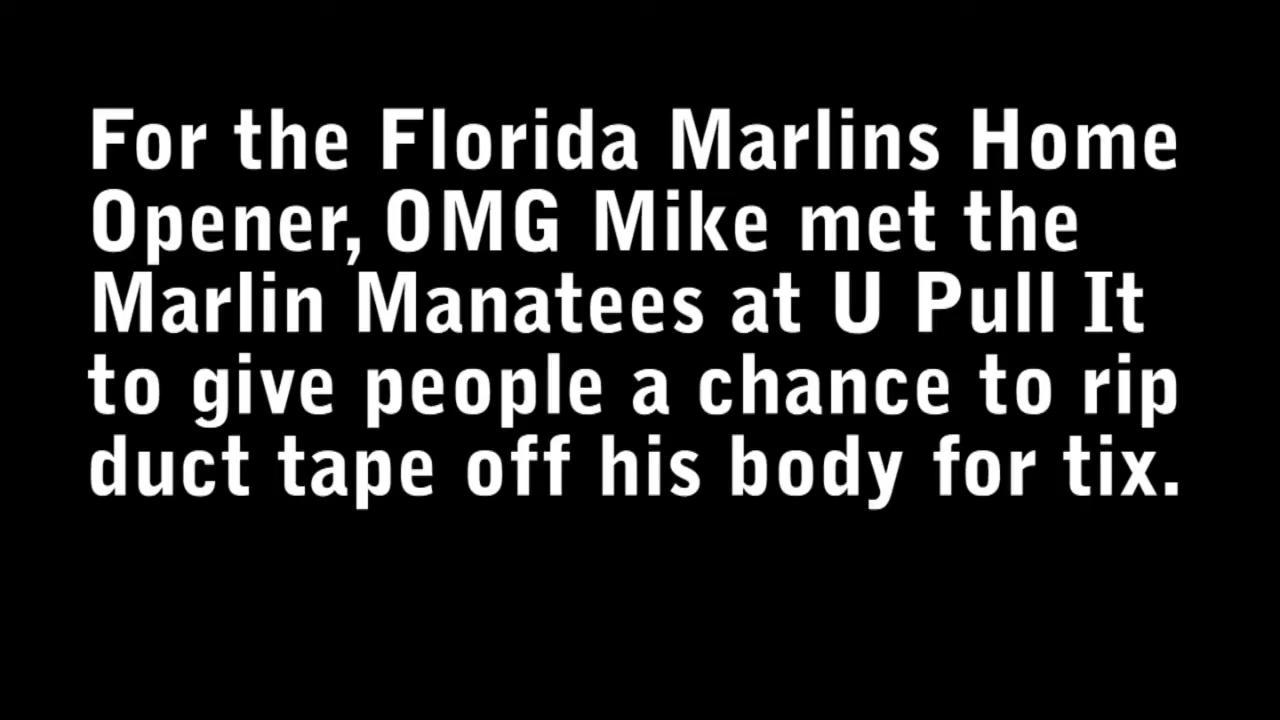 For the Florida Marlins Home
Opener, OMG Mike met the
Marlin Manatees at U Pull It
to give people a chance to rip
duct tape off his body for tix.